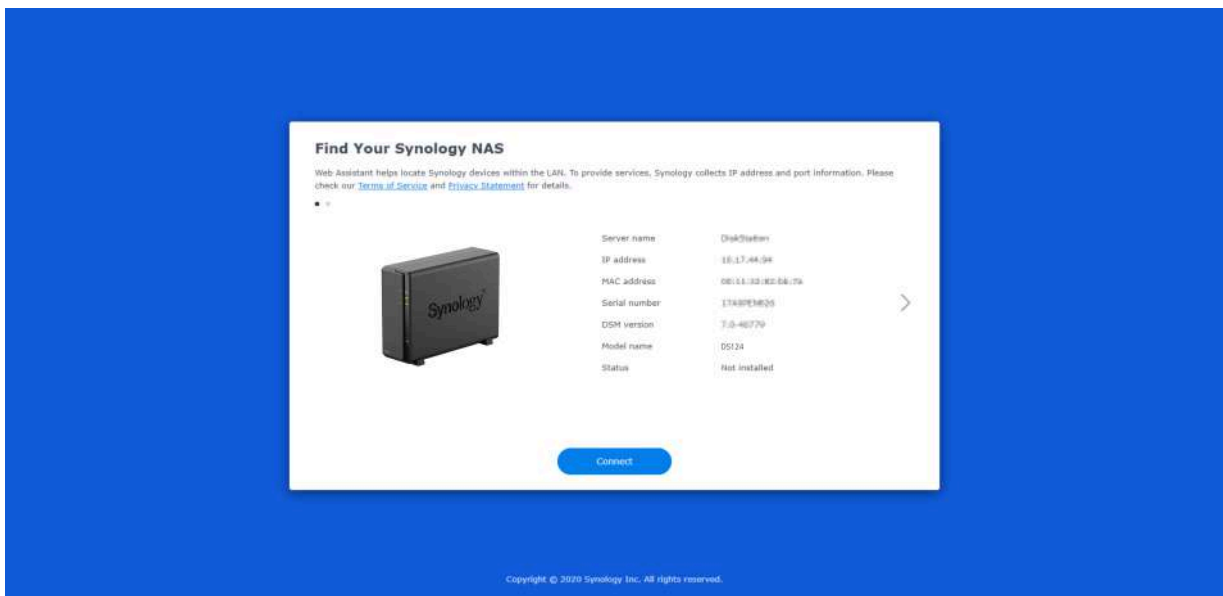 Find Your Synology NAS
Web Assistant helps locate Synology devices within the LAN. To provide services, Synology collects IP address and port information. Please
check our Terms of Service and Privacy Statement for details.
Synology
Server name DiskStation
IP address
MAC address
Serial number
DSM version
Model name DS124
Status Not installed
Connect
Copyright © 2020 Synology Inc. All rights reserved.